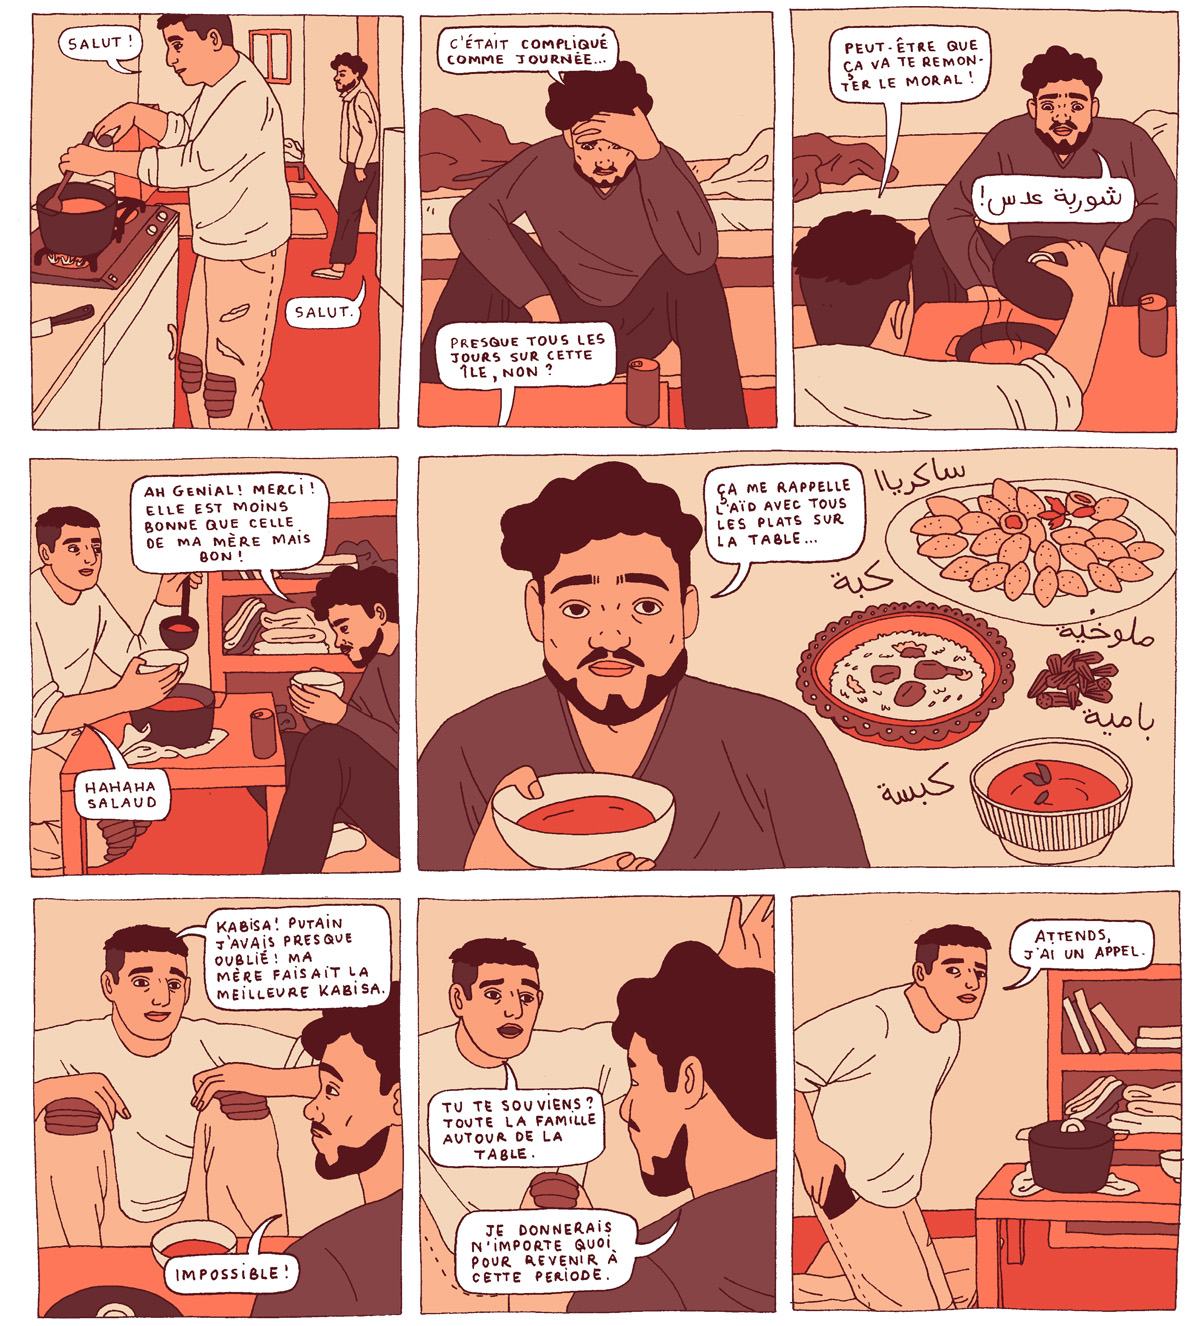 SALUT !
SALUT.
C'ÉTAIT COMPLIQUÉ
COMME JOURNÉE...
PRESQUE TOUS LES
JOURS SUR CETTE
ÎLE, NON ?
PEUT-ÊTRE QUE
ÇA VA TE REMON-
TER LE MORAL !
شوربة عدس!
AH GENIAL! MERCI !
ELLE EST MOINS
BONNE QUE CELLE
DE MA MÈRE MAIS
BON !
HAHAHA
SALAUD
ÇA ME RAPPELLE
L'AÏD AVEC TOUS
LES PLATS SUR
LA TABLE...
ساكريااا
كبة
ملوخية
بامية
كبسة
KABISA! PUTAIN
J'AVAIS PRESQUE
OUBLIÉ! MA
MÈRE FAISAIT LA
MEILLEURE KABISA.
IMPOSSIBLE !
TU TE SOUVIENS ?
TOUTE LA FAMILLE
AUTOUR DE LA
TABLE.
JE DONNERAIS
N'IMPORTE QUOI
POUR REVENIR À
CETTE PERIODE.
ATTENDS,
J'AI UN APPEL.